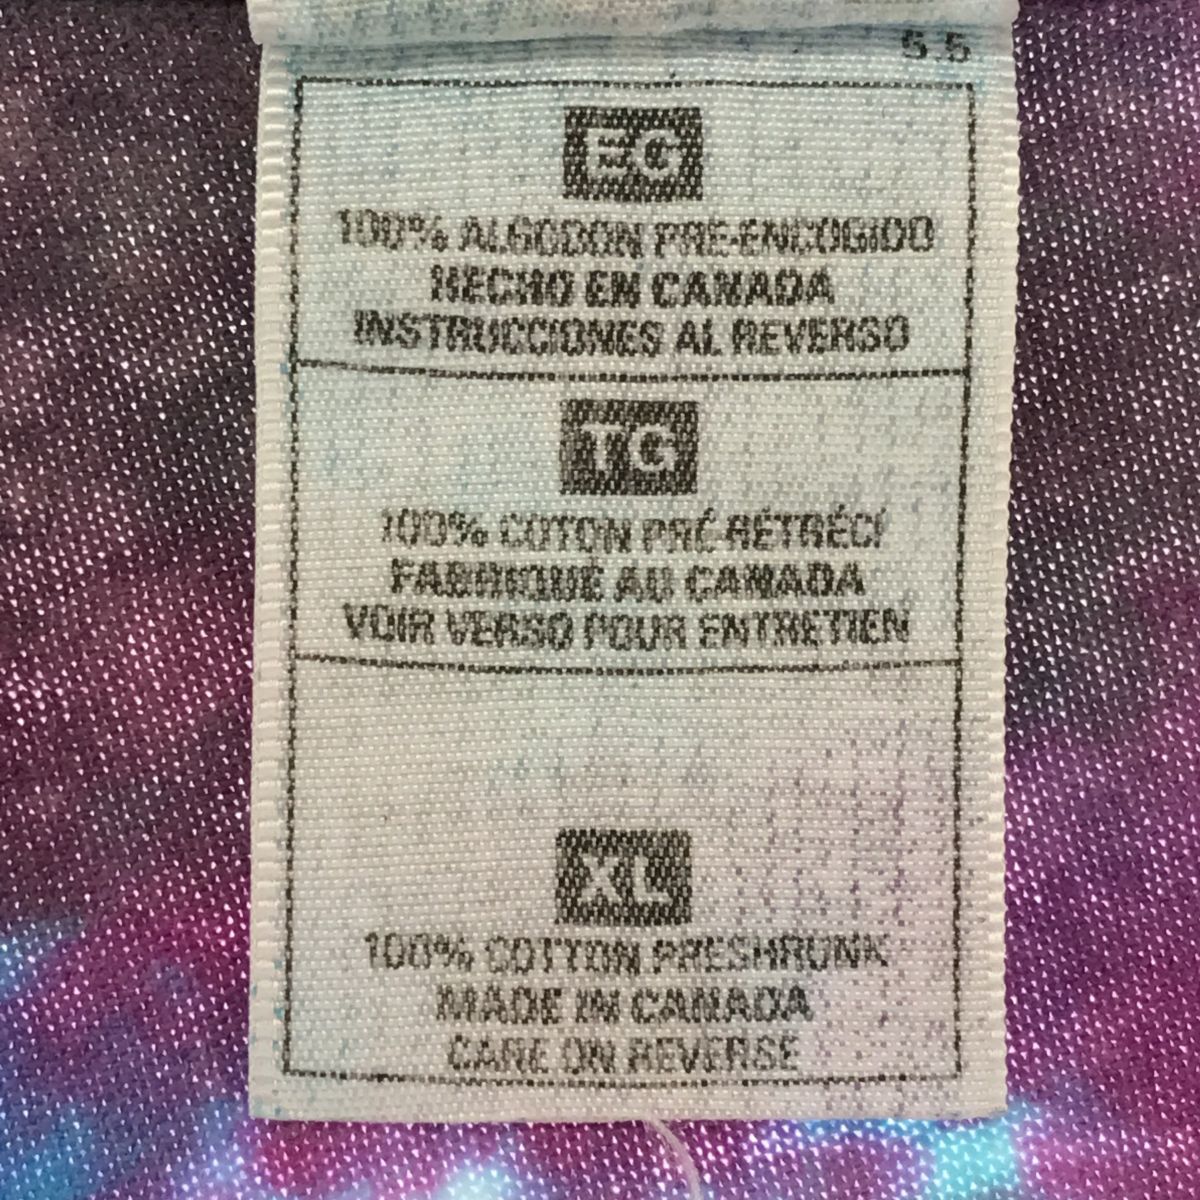 5.5
EG
100% ALGODON PRE-ENCOGIDO
HECHO EN CANADA
INSTRUCCIONES AL REVERSO
TG
100% COTON PRÉ-RÉTRÉCI
FABRIQUÉ AU CANADA
VOIR VERSO POUR ENTRETIEN
XL
100% COTTON PRESHRUNK
MADE IN CANADA
CARE ON REVERSE